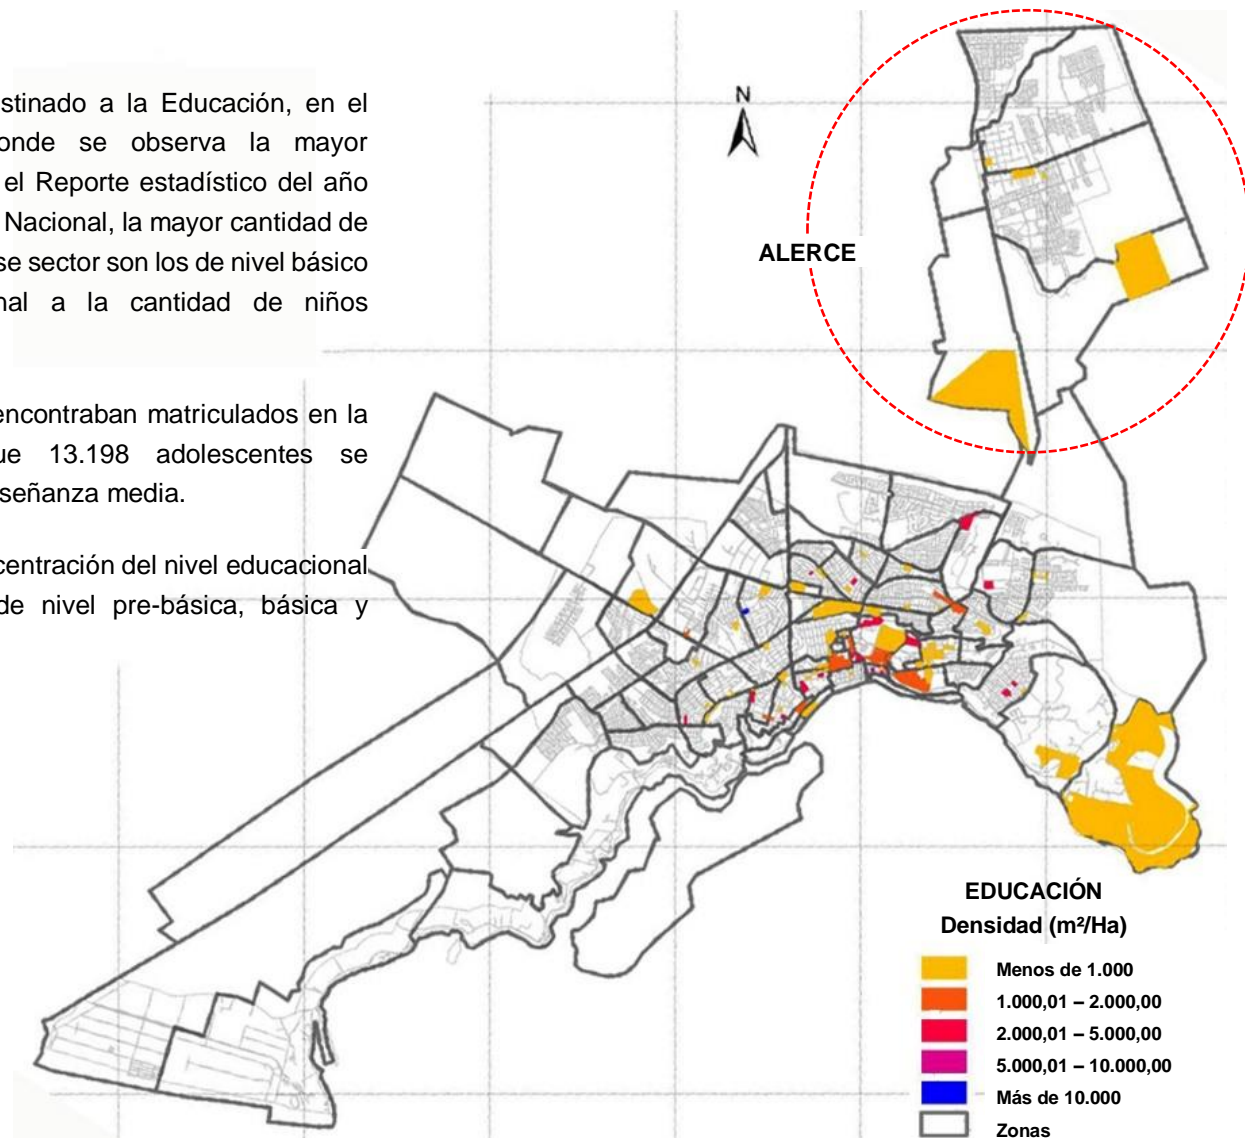 stinado a la Educación, en el
onde se observa la mayor
el Reporte estadístico del año
Nacional, la mayor cantidad de
se sector son los de nivel básico
nal a la cantidad de niños
encontraban matriculados en la
ue 13.198 adolescentes se
señanza media.
centración del nivel educacional
de nivel pre-básica, básica y
N
ALERCE
EDUCACIÓN
Densidad (m²/Ha)
Menos de 1.000
1.000,01 – 2.000,00
2.000,01 – 5.000,00
5.000,01 – 10.000,00
Más de 10.000
Zonas